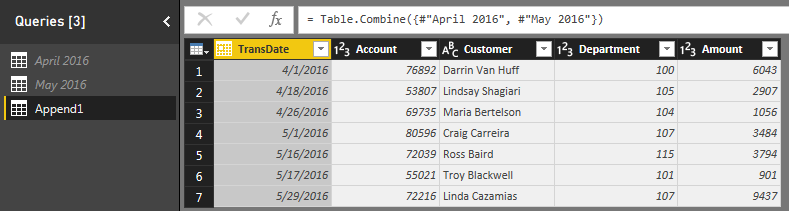 Queries [3]
April 2016
May 2016
Append1
= Table.Combine({#"April 2016", #"May 2016"})
TransDate 1²3 Account ABC Customer 1²3 Department 1²3 Amount
1 4/1/2016 76892 Darrin Van Huff 100 6043
2 4/18/2016 53807 Lindsay Shagiari 105 2907
3 4/26/2016 69735 Maria Bertelson 104 1056
4 5/1/2016 80596 Craig Carreira 107 3484
5 5/16/2016 72039 Ross Baird 115 3794
6 5/17/2016 55021 Troy Blackwell 101 901
7 5/29/2016 72216 Linda Cazamias 107 9437